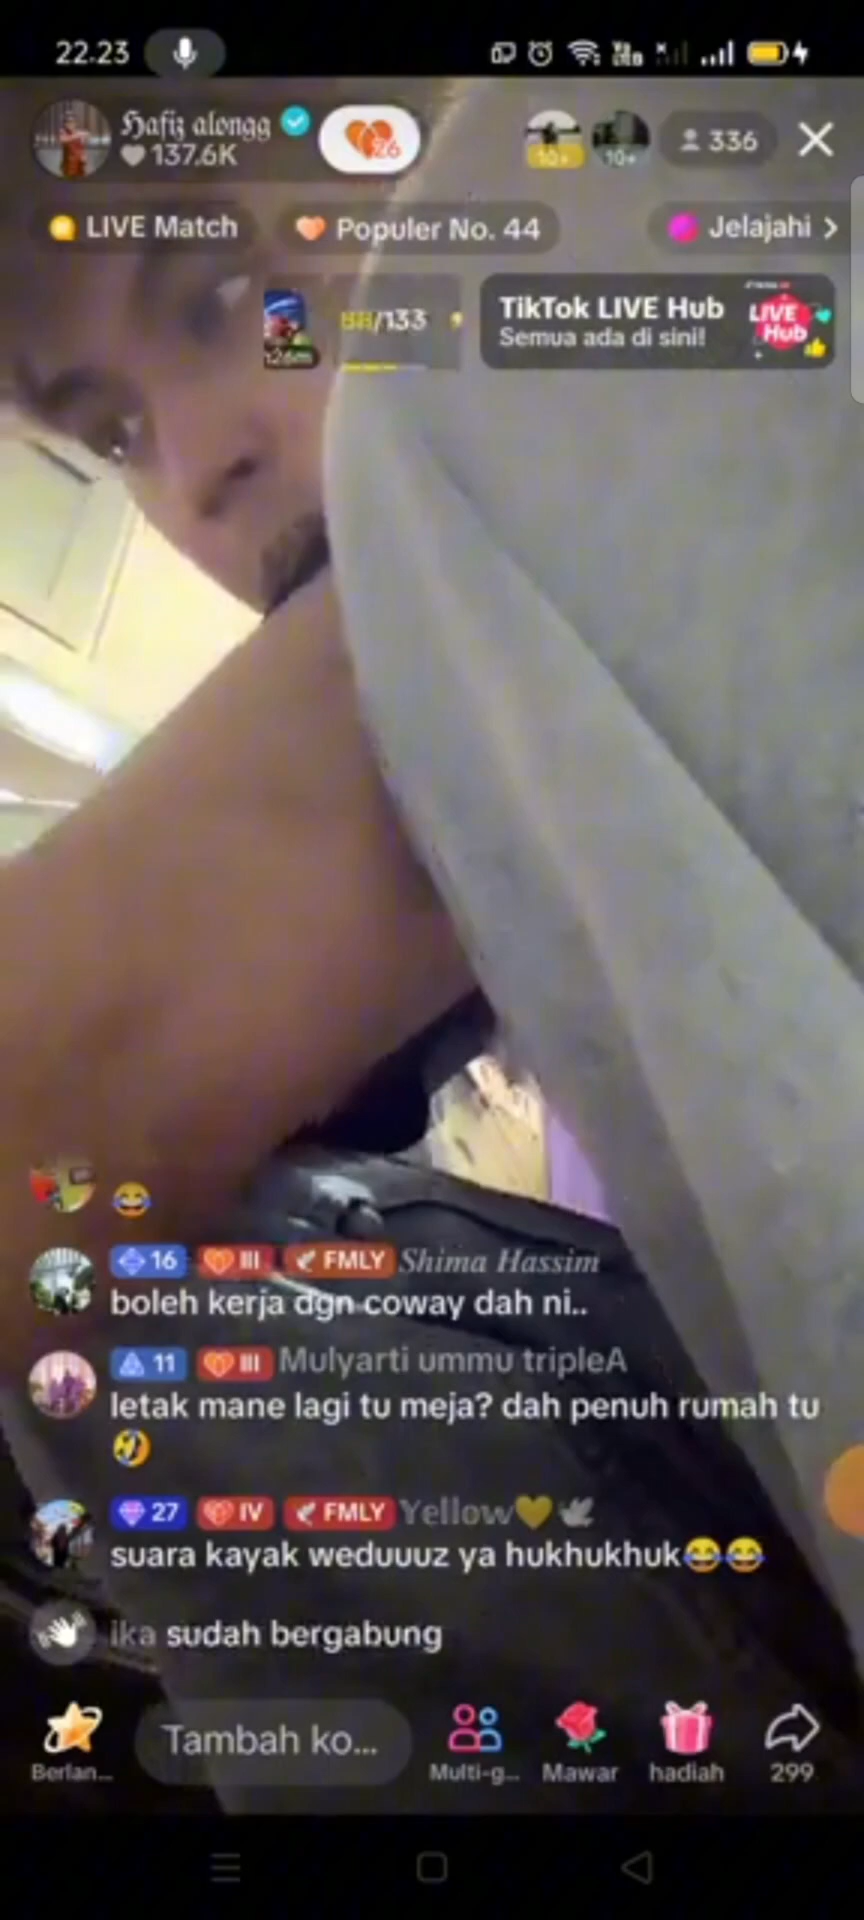 22.23
Hafiz alongg
137.6K
26
10+
10+
336
LIVE Match
Populer No. 44
Jelajahi >
/133
TikTok LIVE Hub
Semua ada di sini!
LIVE
Hub
16 III FMLY Shima Hassim
boleh kerja dgn coway dah ni..
11 III Mulyarti ummu tripleA
letak mane lagi tu meja? dah penuh rumah tu
🤣
27 IV FMLY Yellow💛🕊
suara kayak weduuuz ya hukhukhuk😂😂
ika sudah bergabung
Tambah ko...
Berlan...
Multi-g...
Mawar
hadiah
299